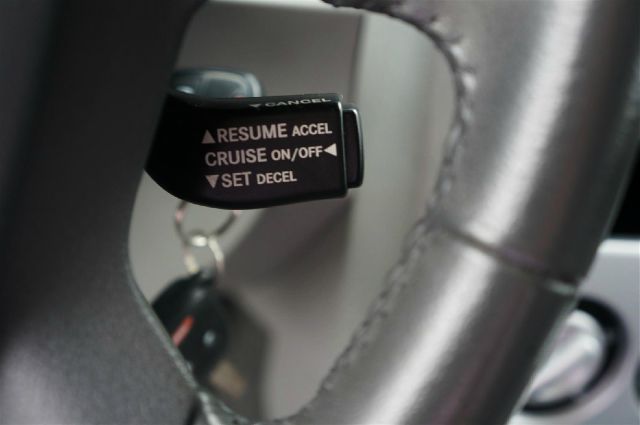 ▼CANCEL
▲RESUME ACCEL
CRUISE ON/OFF◄
▼SET DECEL